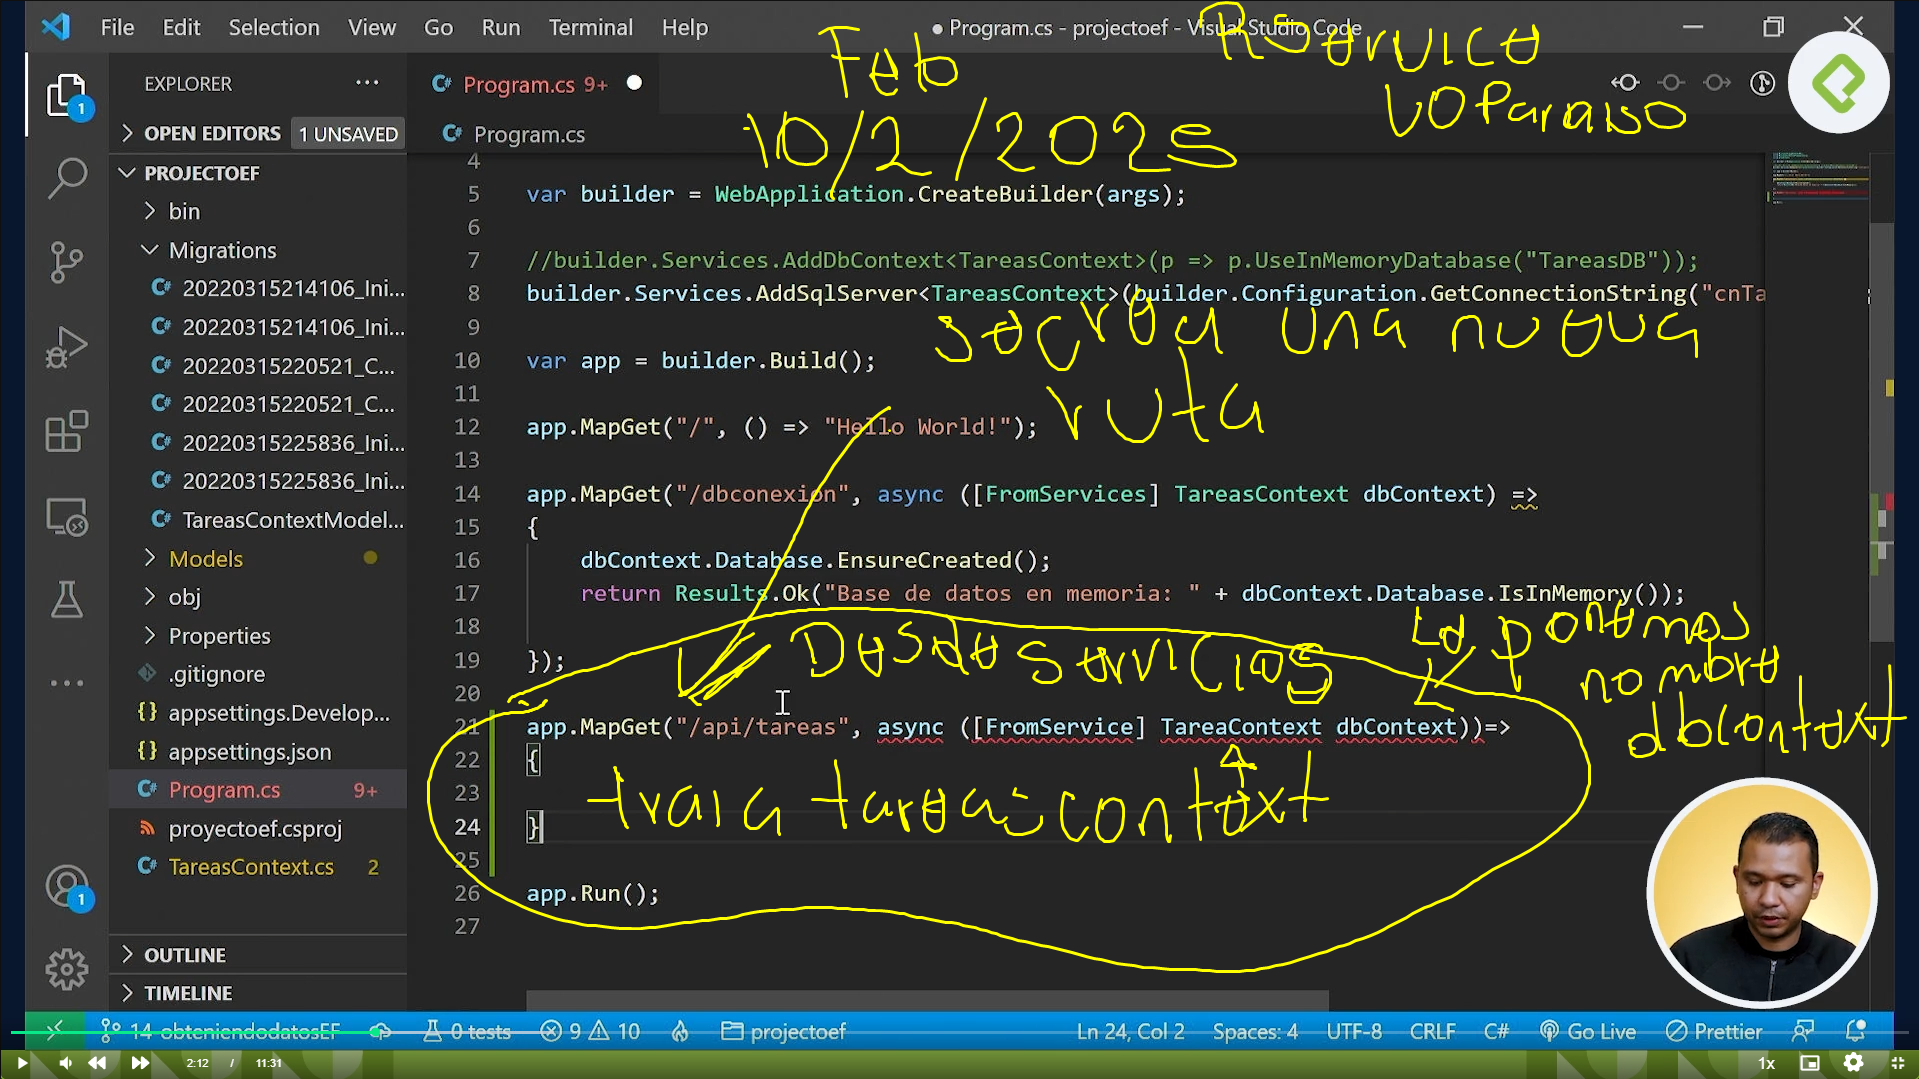 File Edit Selection View Go Run Terminal Help
● Program.cs - projectoef - Visual Studio Code
Feb
10/2/2025
EXPLORER ...
Program.cs 9+
OPEN EDITORS 1 UNSAVED
Program.cs
PROJECTOEF
bin
Migrations
20220315214106_Ini...
20220315214106_Ini...
20220315220521_C...
20220315220521_C...
20220315225836_Ini...
20220315225836_Ini...
TareasContextModel...
Models
obj
Properties
.gitignore
appsettings.Develop...
appsettings.json
Program.cs 9+
proyectoef.csproj
TareasContext.cs 2
OUTLINE
TIMELINE
4
5 var builder = WebApplication.CreateBuilder(args);
6
7 //builder.Services.AddDbContext<TareasContext>(p => p.UseInMemoryDatabase("TareasDB"));
8 builder.Services.AddSqlServer<TareasContext>(builder.Configuration.GetConnectionString("cnTa
9
se crea una nueva
10 var app = builder.Build();
11
ruta
12 app.MapGet("/", () => "Hello World!");
13
14 app.MapGet("/dbconexion", async ([FromServices] TareasContext dbContext) =>
15 {
16 dbContext.Database.EnsureCreated();
17 return Results.Ok("Base de datos en memoria: " + dbContext.Database.IsInMemory());
18
19 });
Desde servicios
Le ponemos
nombre
dbcontext
20
21 app.MapGet("/api/tareas", async ([FromService] TareaContext dbContext))=>
22 {
23
traia tareascontext
24 }
25
26 app.Run();
27
14-obteniendodatosEF 0 tests 9 10 projectoef Ln 24, Col 2 Spaces: 4 UTF-8 CRLF C# Go Live Prettier
2:12 / 11:31 1x